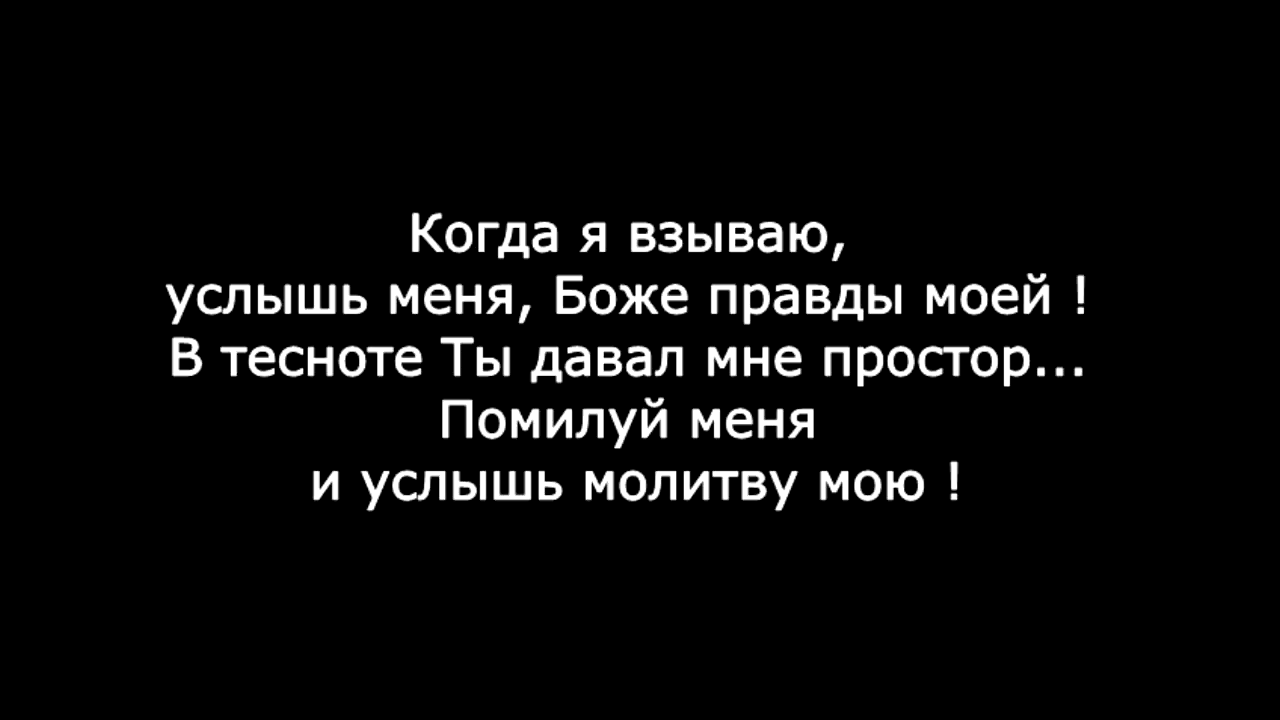 Когда я взываю,
услышь меня, Боже правды моей !
В тесноте Ты давал мне простор...
Помилуй меня
и услышь молитву мою !